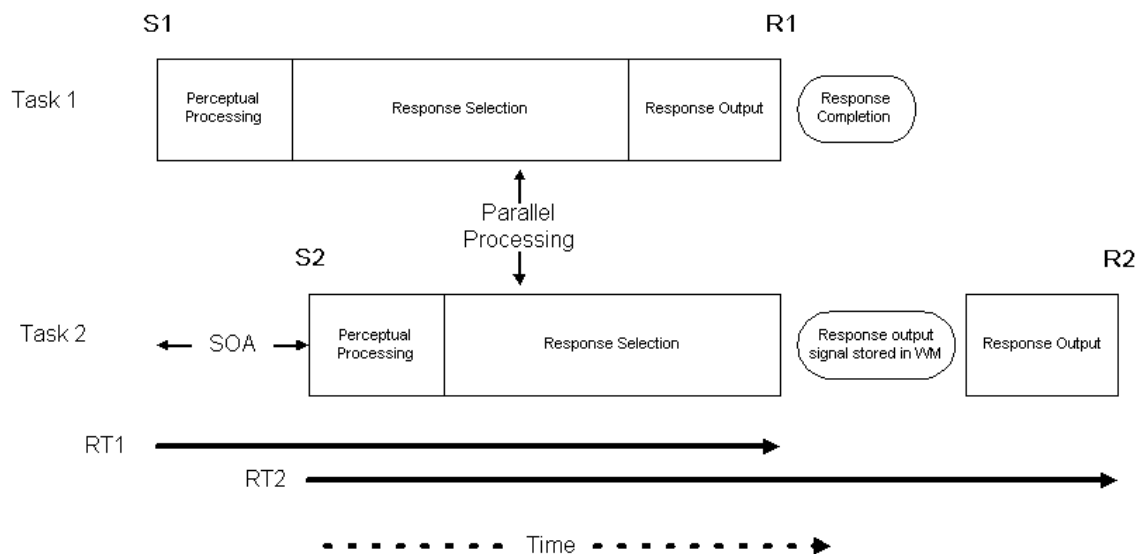 S1
R1
Task 1
Perceptual
Processing
Response Selection
Response Output
Response
Completion
Parallel
Processing
S2
R2
Task 2
SOA
Perceptual
Processing
Response Selection
Response output
signal stored in WM
Response Output
RT1
RT2
Time